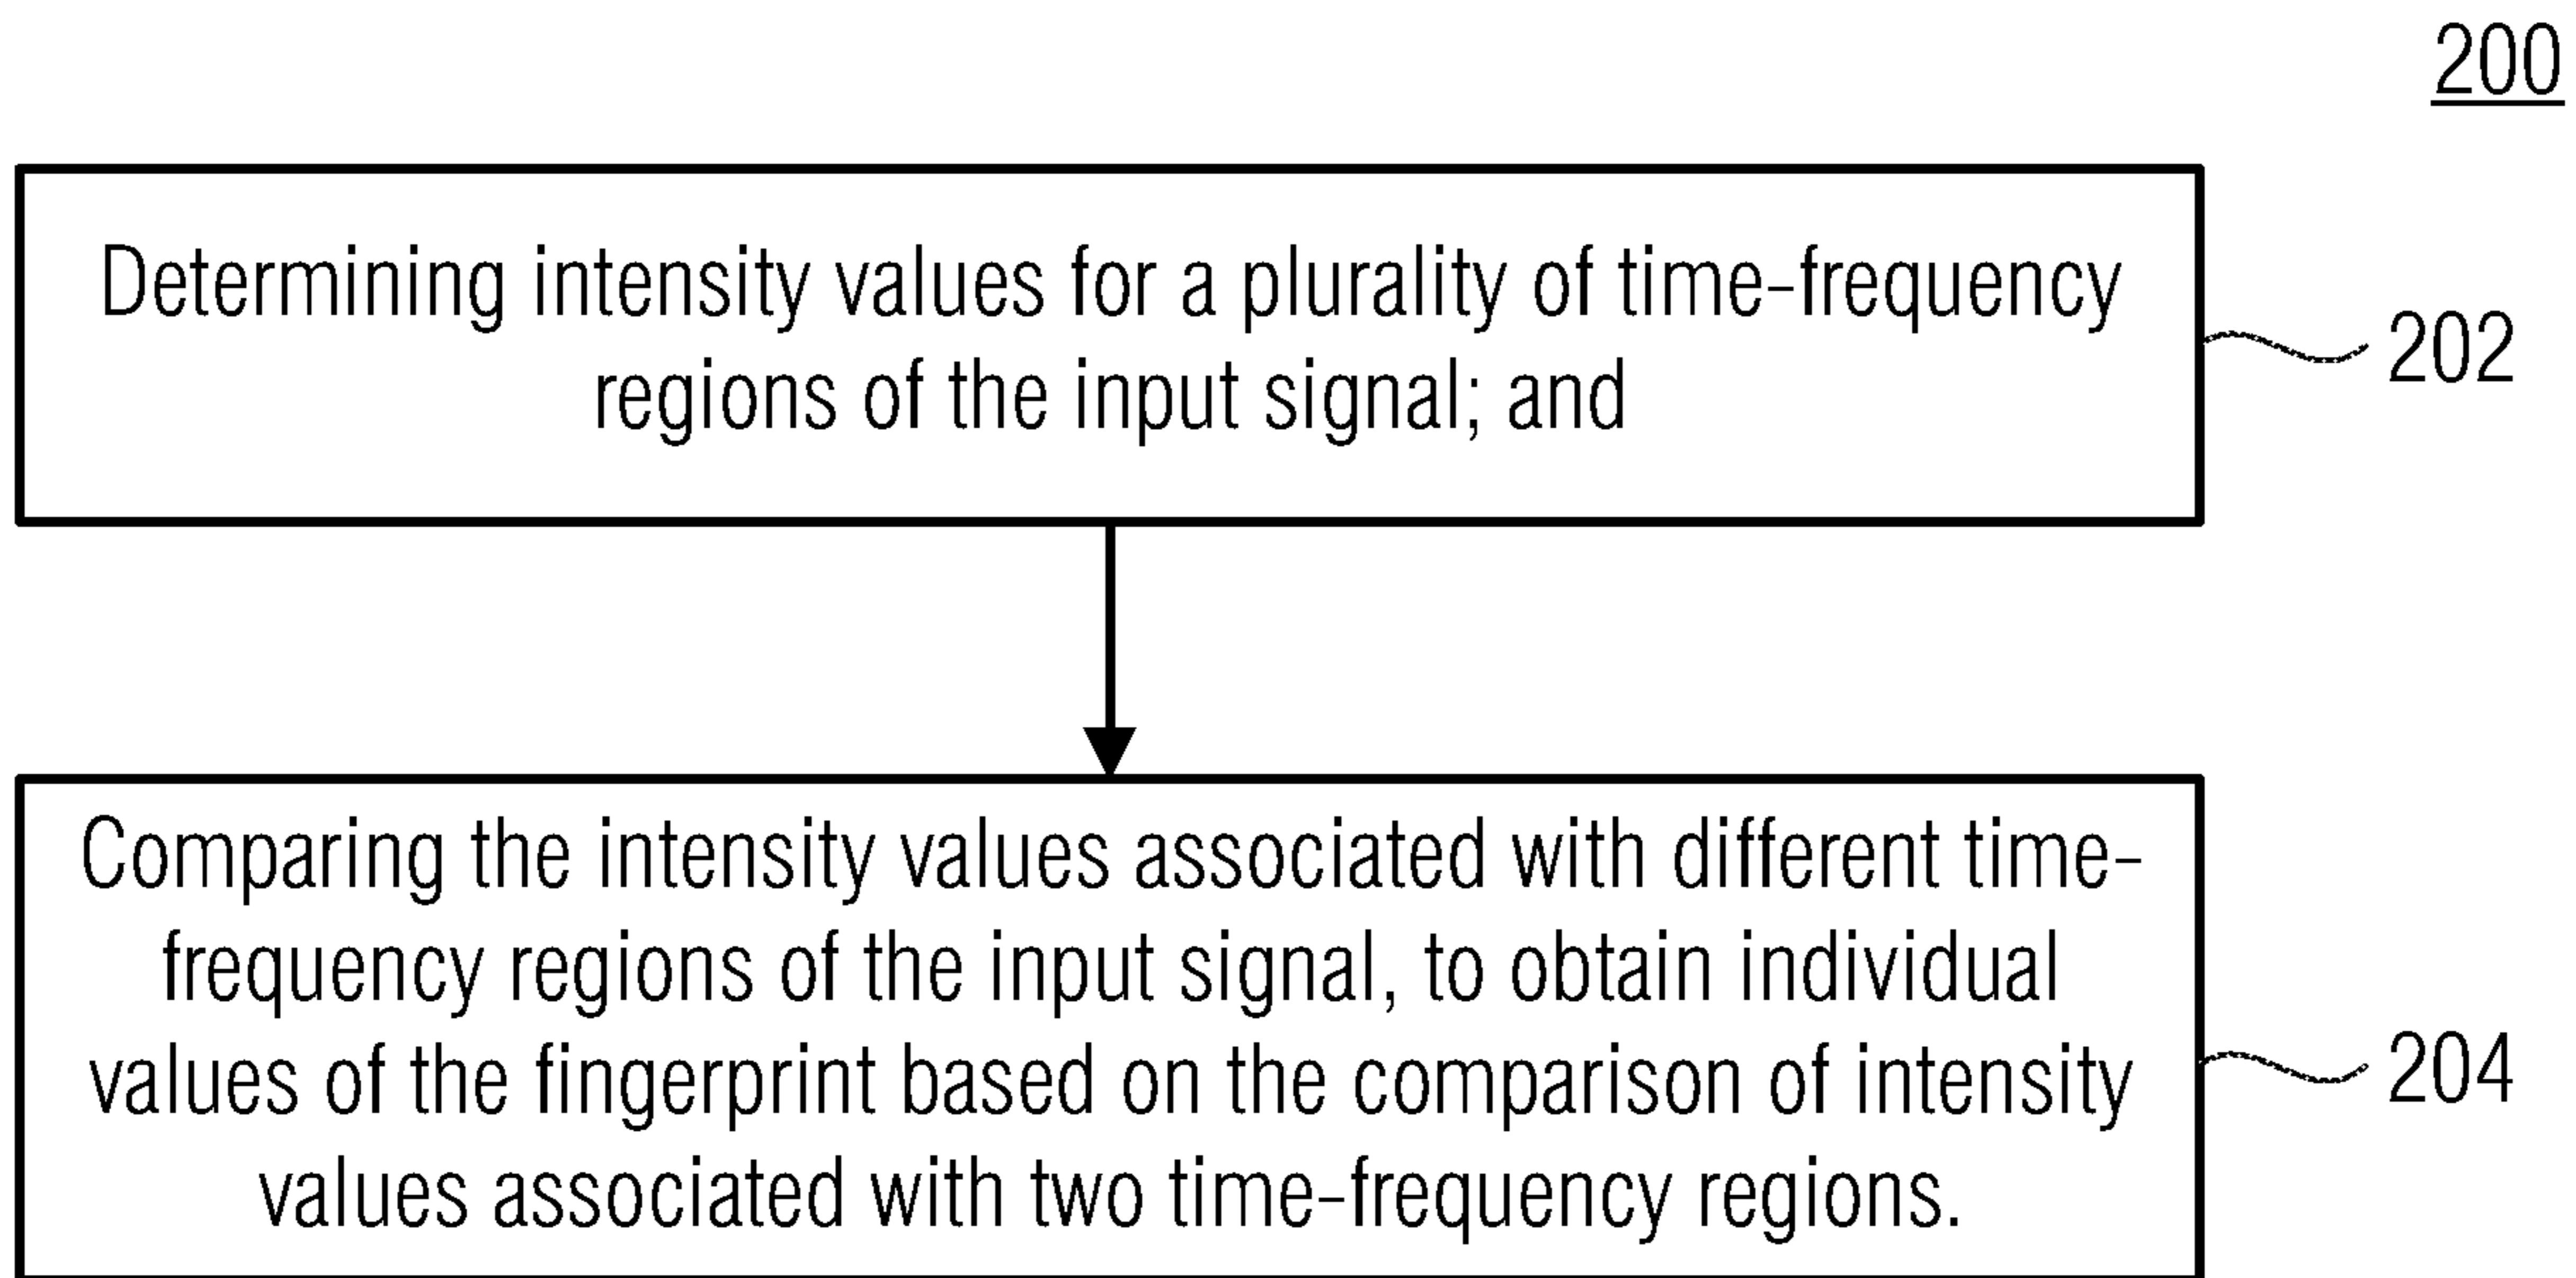 200
Determining intensity values for a plurality of time-frequency
regions of the input signal; and
202
Comparing the intensity values associated with different time-
frequency regions of the input signal, to obtain individual
values of the fingerprint based on the comparison of intensity
values associated with two time-frequency regions.
204